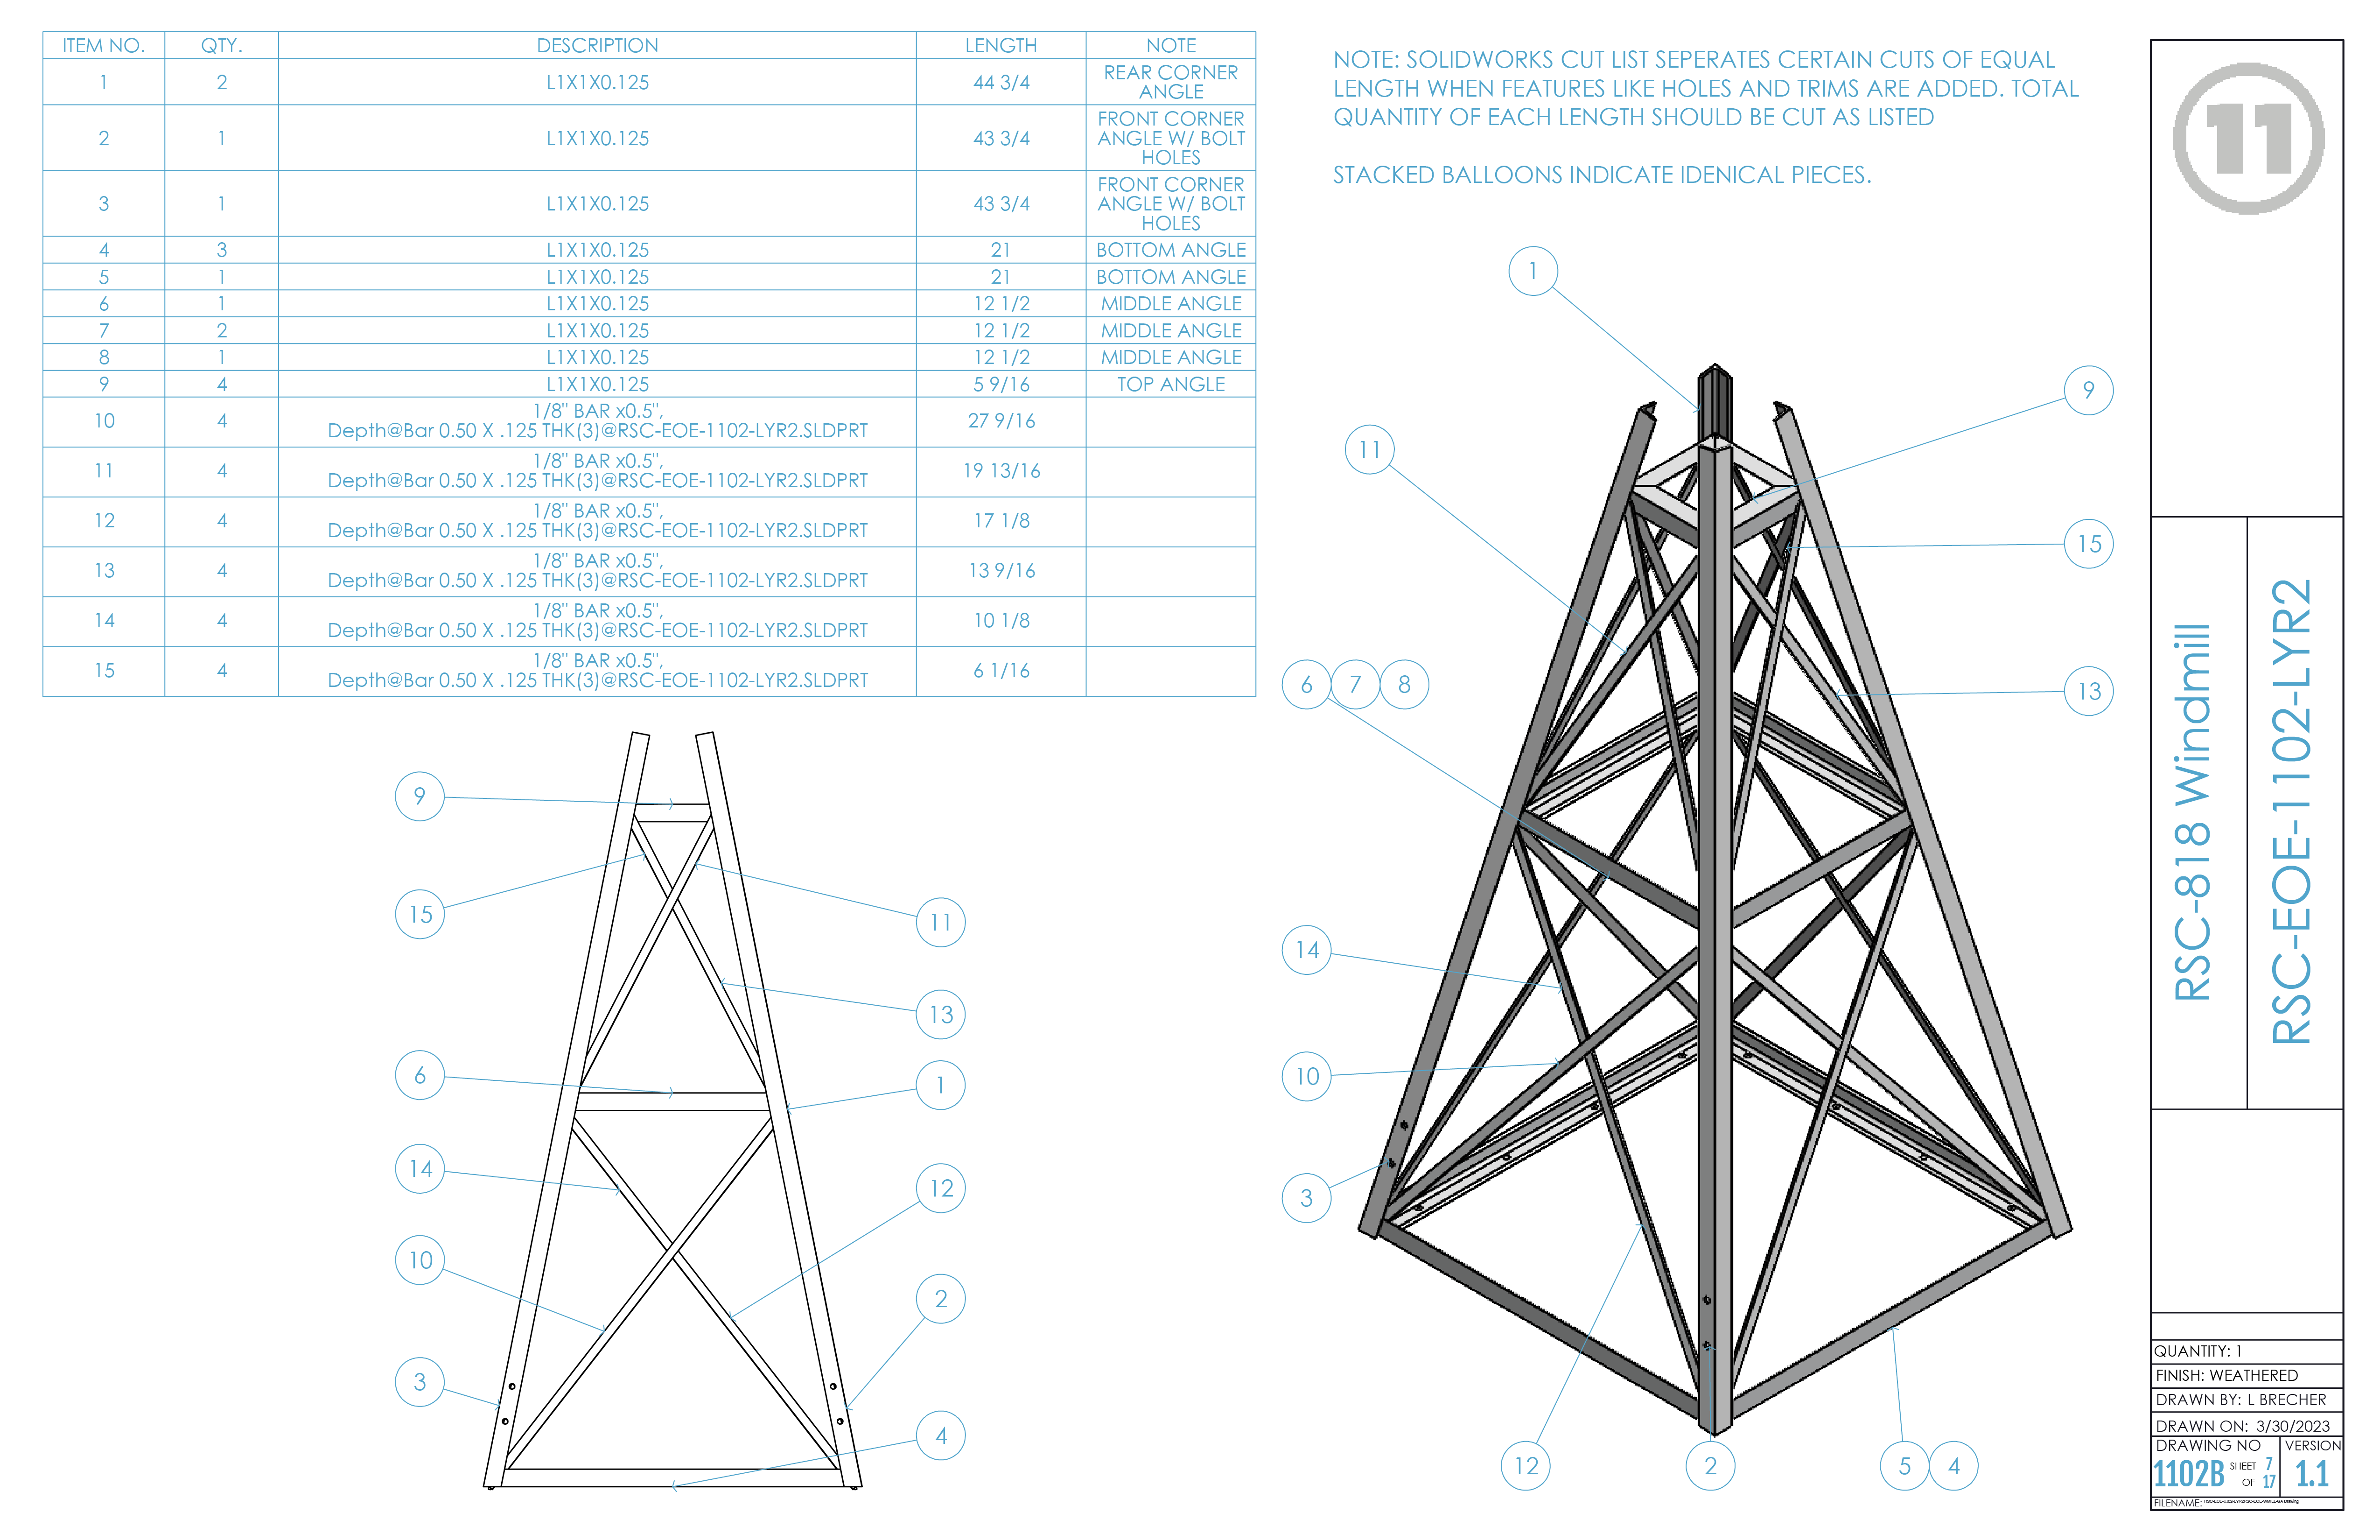 ITEM NO. QTY. DESCRIPTION LENGTH NOTE
1 2 L1X1X0.125 44 3/4 REAR CORNER
ANGLE
2 1 L1X1X0.125 43 3/4 FRONT CORNER
ANGLE W/ BOLT
HOLES
3 1 L1X1X0.125 43 3/4 FRONT CORNER
ANGLE W/ BOLT
HOLES
4 3 L1X1X0.125 21 BOTTOM ANGLE
5 1 L1X1X0.125 21 BOTTOM ANGLE
6 1 L1X1X0.125 12 1/2 MIDDLE ANGLE
7 2 L1X1X0.125 12 1/2 MIDDLE ANGLE
8 1 L1X1X0.125 12 1/2 MIDDLE ANGLE
9 4 L1X1X0.125 5 9/16 TOP ANGLE
10 4 1/8" BAR x0.5",
Depth@Bar 0.50 X .125 THK(3)@RSC-EOE-1102-LYR2.SLDPRT 27 9/16
11 4 1/8" BAR x0.5",
Depth@Bar 0.50 X .125 THK(3)@RSC-EOE-1102-LYR2.SLDPRT 19 13/16
12 4 1/8" BAR x0.5",
Depth@Bar 0.50 X .125 THK(3)@RSC-EOE-1102-LYR2.SLDPRT 17 1/8
13 4 1/8" BAR x0.5",
Depth@Bar 0.50 X .125 THK(3)@RSC-EOE-1102-LYR2.SLDPRT 13 9/16
14 4 1/8" BAR x0.5",
Depth@Bar 0.50 X .125 THK(3)@RSC-EOE-1102-LYR2.SLDPRT 10 1/8
15 4 1/8" BAR x0.5",
Depth@Bar 0.50 X .125 THK(3)@RSC-EOE-1102-LYR2.SLDPRT 6 1/16
NOTE: SOLIDWORKS CUT LIST SEPERATES CERTAIN CUTS OF EQUAL
LENGTH WHEN FEATURES LIKE HOLES AND TRIMS ARE ADDED. TOTAL
QUANTITY OF EACH LENGTH SHOULD BE CUT AS LISTED
STACKED BALLOONS INDICATE IDENICAL PIECES.
9
15
11
13
6
1
14
12
10
2
3
4
1
9
11
15
6 7 8
13
14
10
3
12
2
5 4
11
RSC-818 Windmill
RSC-EOE-1102-LYR2
QUANTITY: 1
FINISH: WEATHERED
DRAWN BY: L BRECHER
DRAWN ON: 3/30/2023
DRAWING NO VERSION
1102B SHEET 7 OF 17 1.1
FILENAME: